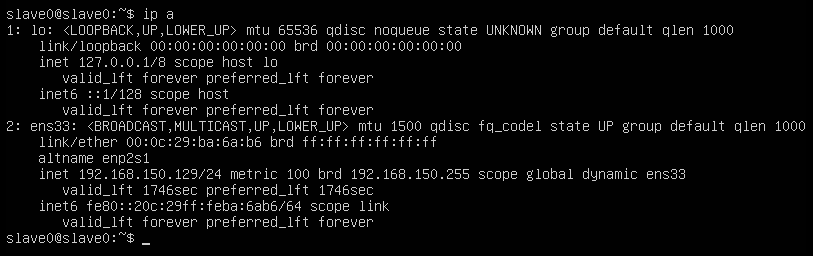 slave0@slave0:~$ ip a
1: lo: <LOOPBACK,UP,LOWER_UP> mtu 65536 qdisc noqueue state UNKNOWN group default qlen 1000
    link/loopback 00:00:00:00:00:00 brd 00:00:00:00:00:00
    inet 127.0.0.1/8 scope host lo
       valid_lft forever preferred_lft forever
    inet6 ::1/128 scope host
       valid_lft forever preferred_lft forever
2: ens33: <BROADCAST,MULTICAST,UP,LOWER_UP> mtu 1500 qdisc fq_codel state UP group default qlen 1000
    link/ether 00:0c:29:ba:6a:b6 brd ff:ff:ff:ff:ff:ff
    altname enp2s1
    inet 192.168.150.129/24 metric 100 brd 192.168.150.255 scope global dynamic ens33
       valid_lft 1746sec preferred_lft 1746sec
    inet6 fe80::20c:29ff:feba:6ab6/64 scope link
       valid_lft forever preferred_lft forever
slave0@slave0:~$ _